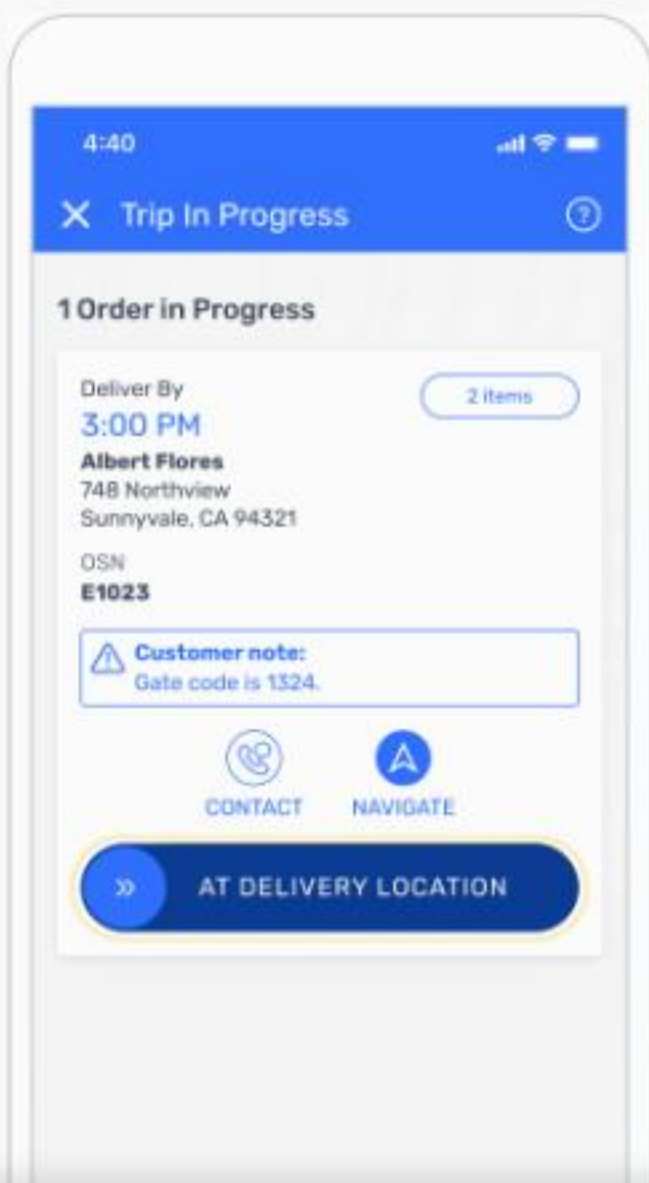 4:40
Trip In Progress
?
1 Order in Progress
Deliver By
2 items
3:00 PM
Albert Flores
748 Northview
Sunnyvale, CA 94321
OSN
E1023
Customer note:
Gate code is 1324.
CONTACT NAVIGATE
AT DELIVERY LOCATION